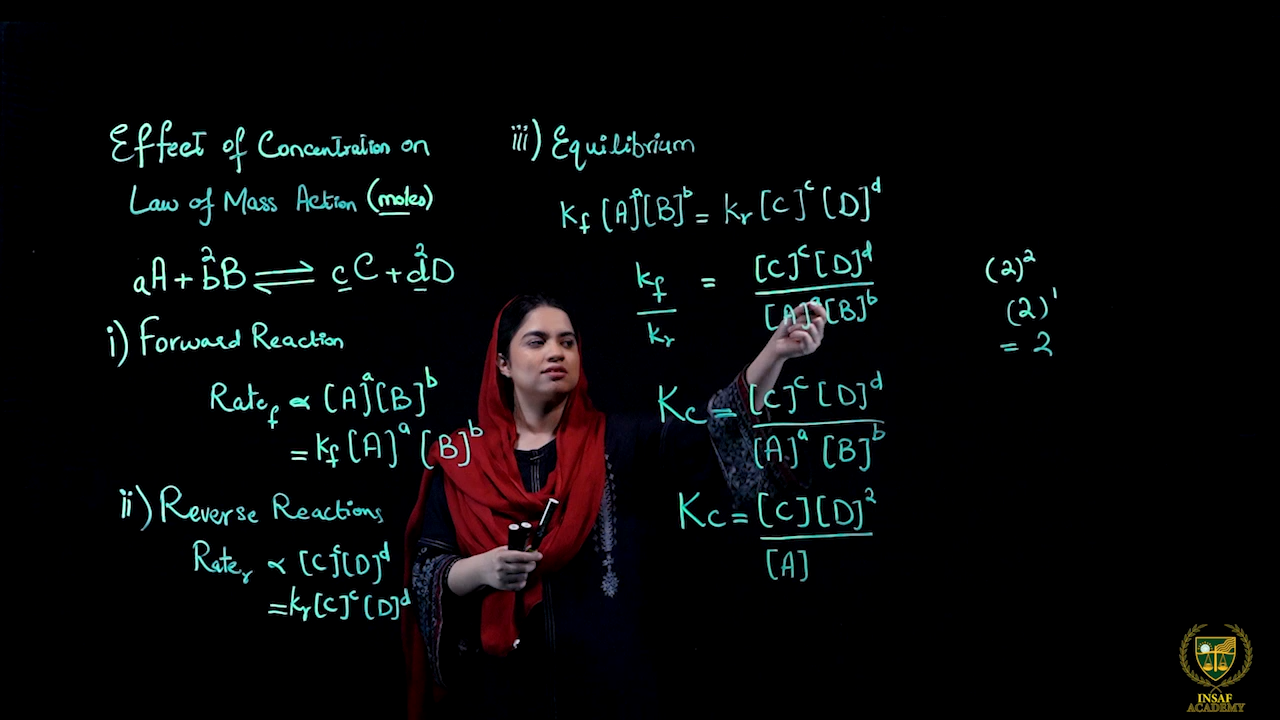 Effect of Concentration on
Law of Mass Action (moles)
2 2
aA + bB ⇌ cC + dD
i) Forward Reaction
Rate_f ∝ [A]^a [B]^b
= k_f [A]^a [B]^b
ii) Reverse Reactions
Rate_r ∝ [C]^c [D]^d
= k_r [C]^c [D]^d
iii) Equilibrium
k_f [A]^a [B]^b = k_r [C]^c [D]^d
k_f / k_r = [C]^c [D]^d / [A]^a [B]^b
Kc = [C]^c [D]^d / [A]^a [B]^b
Kc = [C] [D]^2 / [A]
(2)^2
(2)^1
= 2
INSAF
ACADEMY